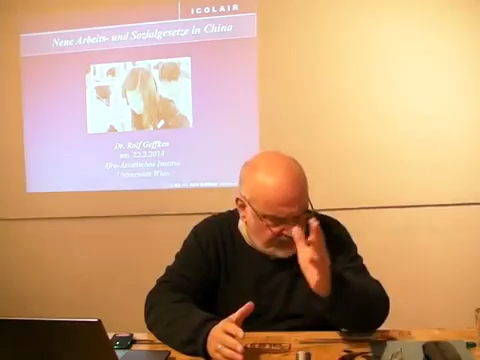 ICOLAIR
Neue Arbeits- und Sozialgesetze in China
Dr. Rolf Geffken
am 22.2.2014
Afro-Asiatisches Institut
Universität Wien